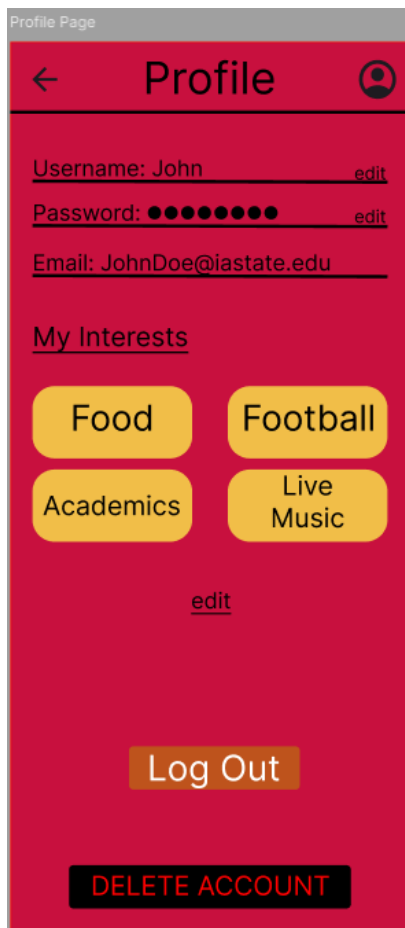 Profile Page
Profile
Username: John
edit
Password: ●●●●●●●●
edit
Email: JohnDoe@iastate.edu
My Interests
Food
Football
Academics
Live
Music
edit
Log Out
DELETE ACCOUNT